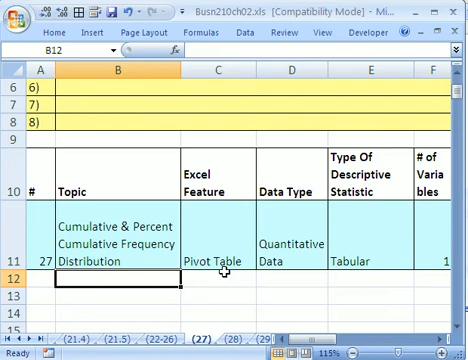 Busn210ch02.xls [Compatibility Mode] - Mi...
Home Insert Page Layout Formulas Data Review View Developer
B12 fx
A B C D E F
6 6)
7 7)
8 8)
9
10 # Topic Excel Feature Data Type Type Of Descriptive Statistic # of Variables
11 27 Cumulative & Percent Cumulative Frequency Distribution Pivot Table Quantitative Data Tabular 1
12
13
14
15
(21.4) (21.5) (22-26) (27) (28) (29
Ready 115%